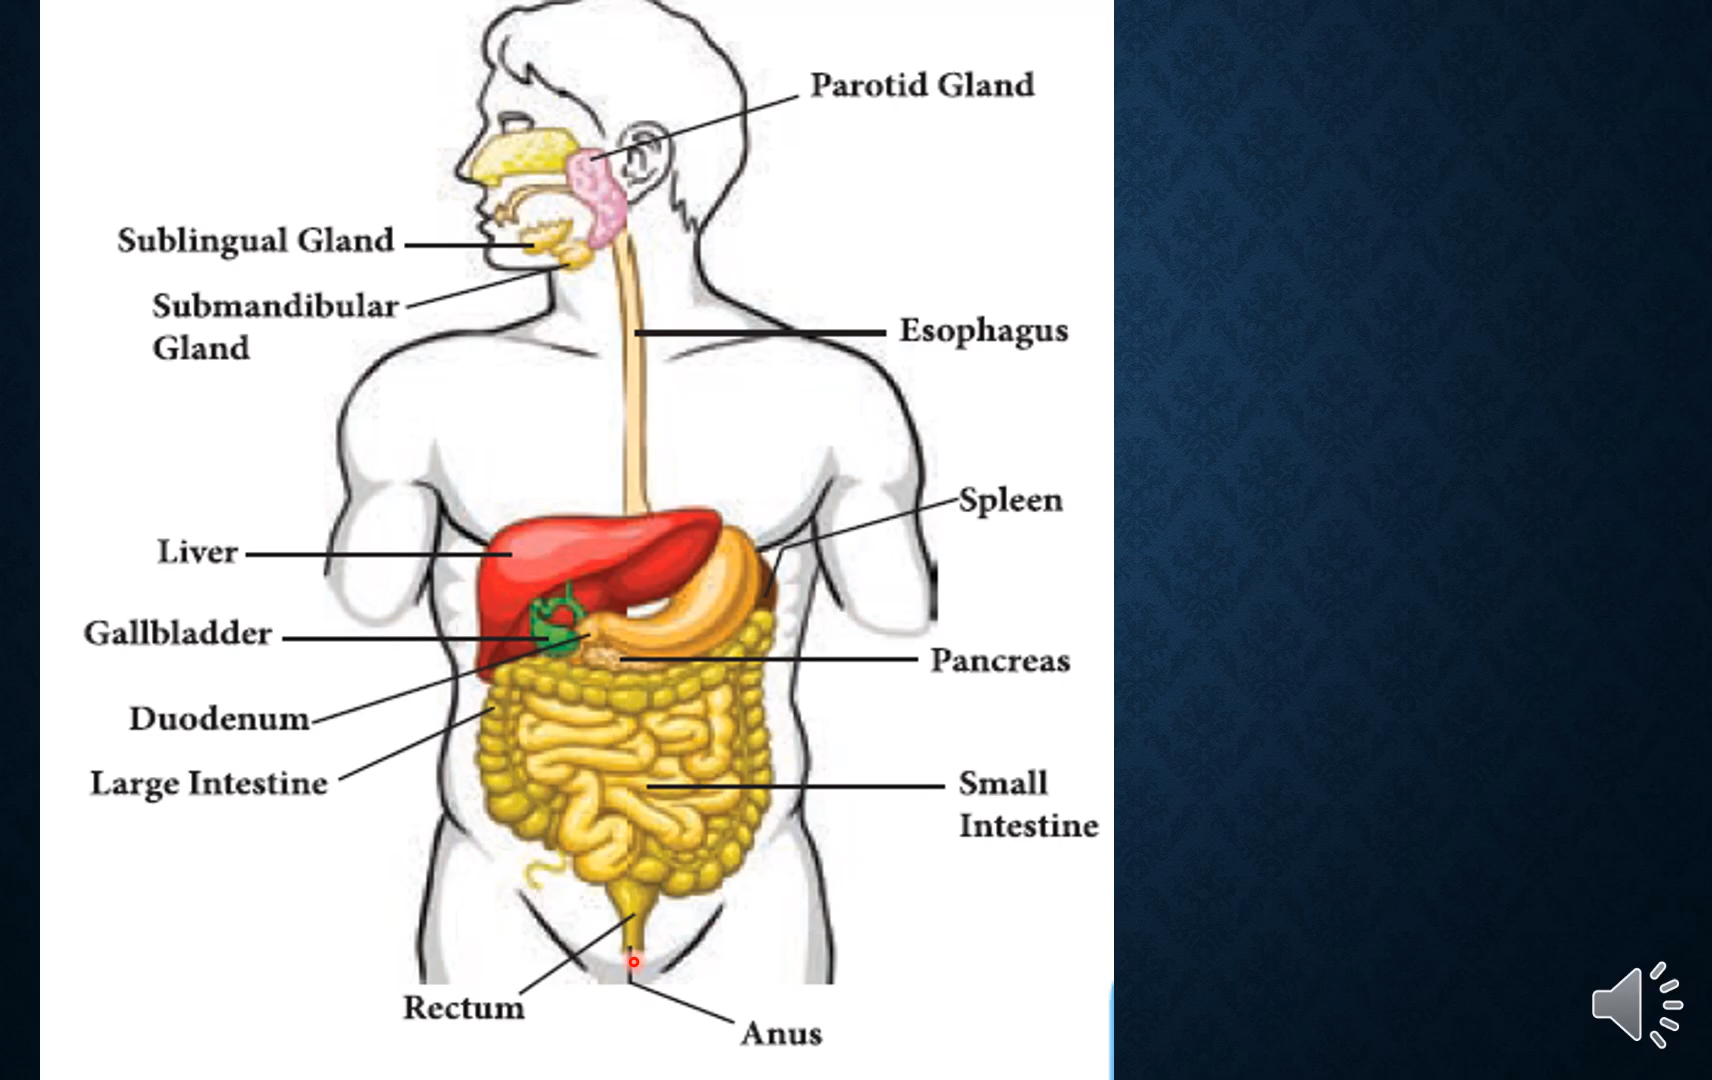 Parotid Gland
Sublingual Gland
Submandibular
Gland
Esophagus
Spleen
Liver
Gallbladder
Pancreas
Duodenum
Large Intestine
Small
Intestine
Rectum
Anus